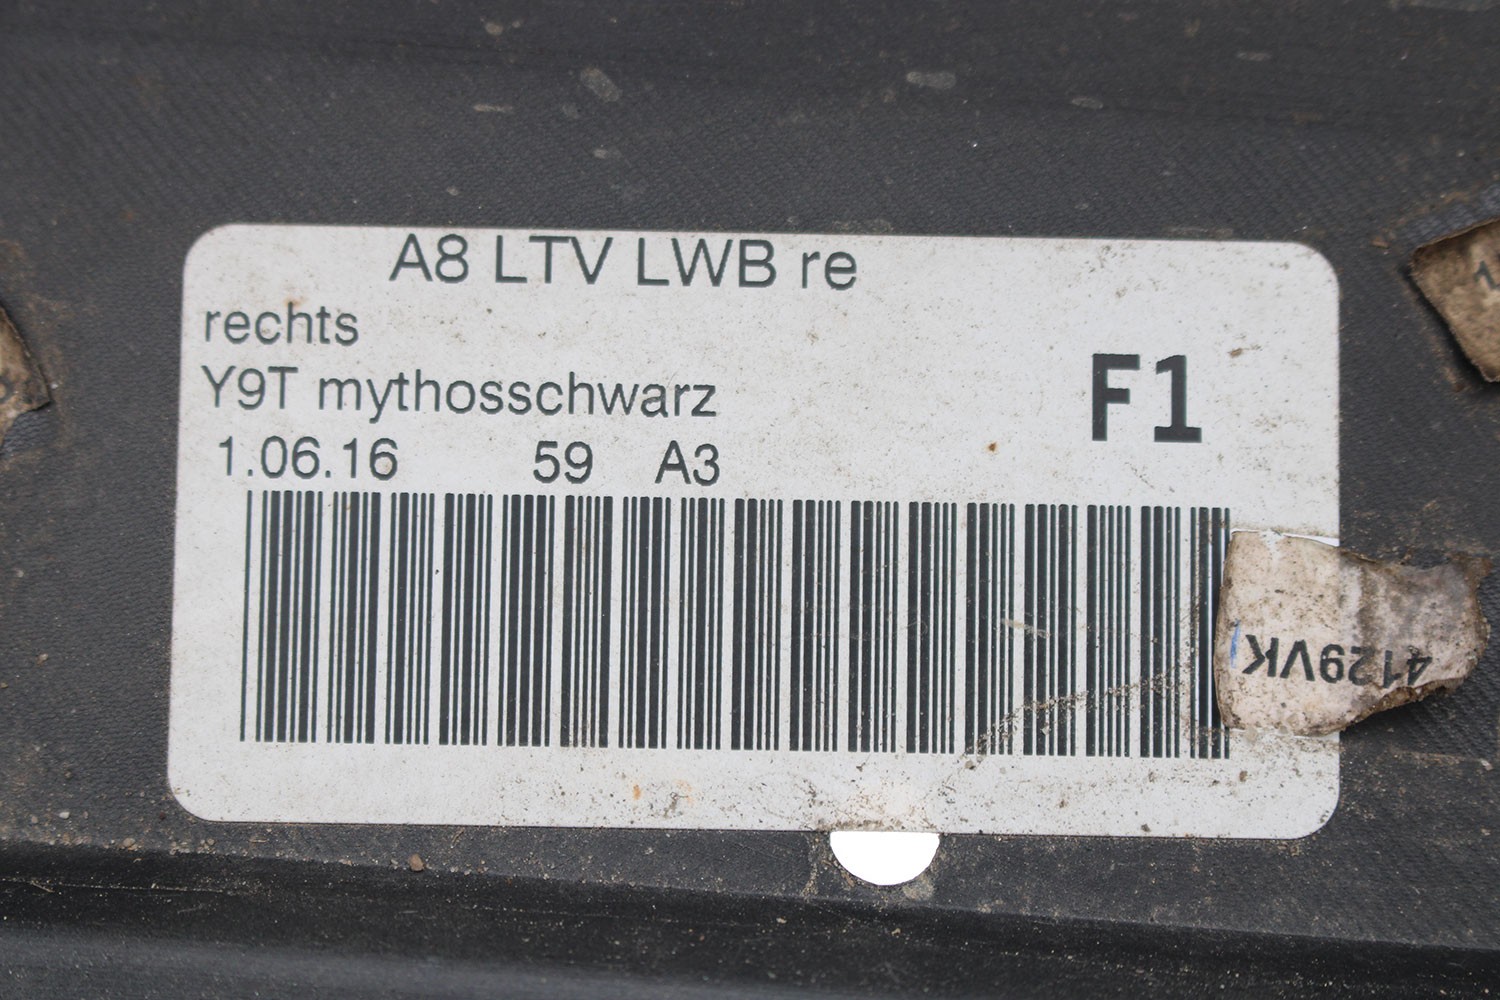 A8 LTV LWB re
rechts
Y9T mythosschwarz
F1
1.06.16 59 A3
4129VK